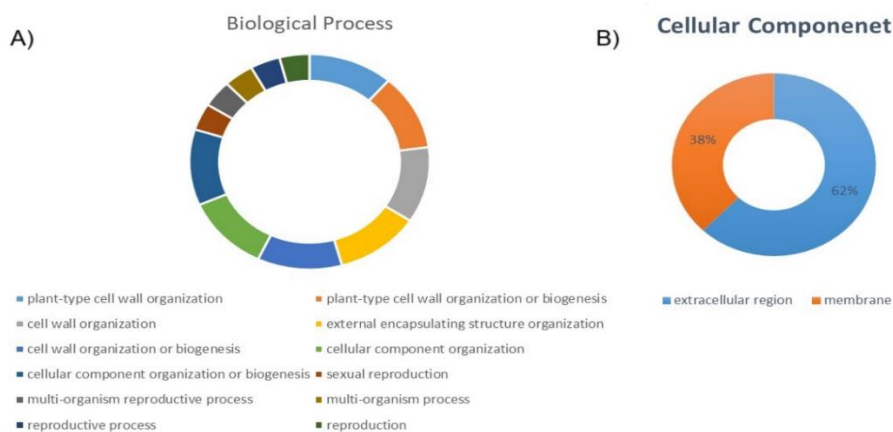 A)
Biological Process
plant-type cell wall organization
plant-type cell wall organization or biogenesis
cell wall organization
external encapsulating structure organization
cell wall organization or biogenesis
cellular component organization
cellular component organization or biogenesis
sexual reproduction
multi-organism reproductive process
multi-organism process
reproductive process
reproduction
B)
Cellular Componenet
38%
62%
extracellular region
membrane